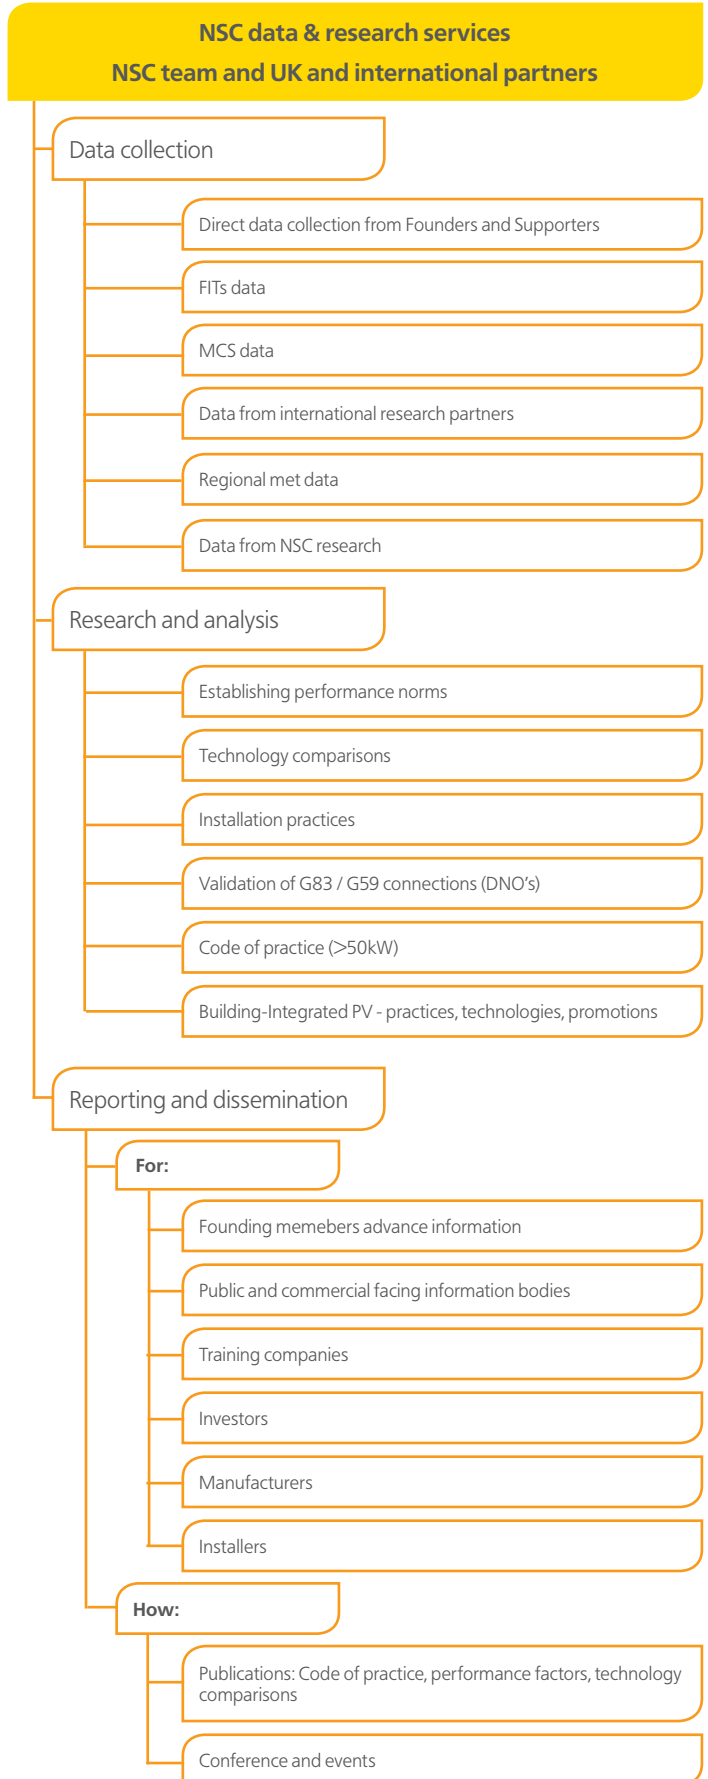 NSC data & research services
NSC team and UK and international partners
Data collection
Direct data collection from Founders and Supporters
FITs data
MCS data
Data from international research partners
Regional met data
Data from NSC research
Research and analysis
Establishing performance norms
Technology comparisons
Installation practices
Validation of G83 / G59 connections (DNO's)
Code of practice (>50kW)
Building-Integrated PV - practices, technologies, promotions
Reporting and dissemination
For:
Founding memebers advance information
Public and commercial facing information bodies
Training companies
Investors
Manufacturers
Installers
How:
Publications: Code of practice, performance factors, technology
comparisons
Conference and events